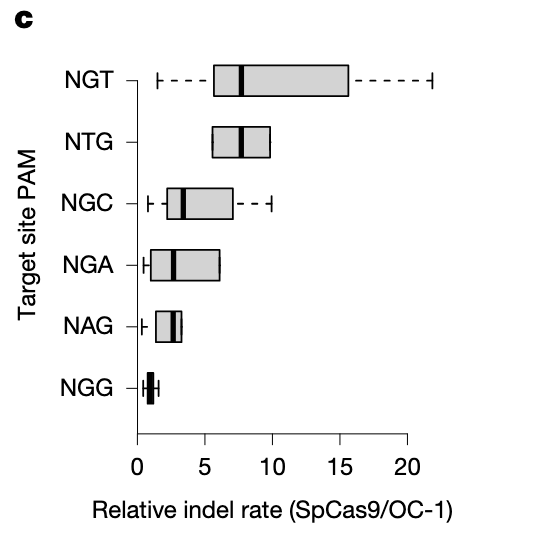 c
NGT
NTG
NGC
NGA
NAG
NGG
Target site PAM
0 5 10 15 20
Relative indel rate (SpCas9/OC-1)